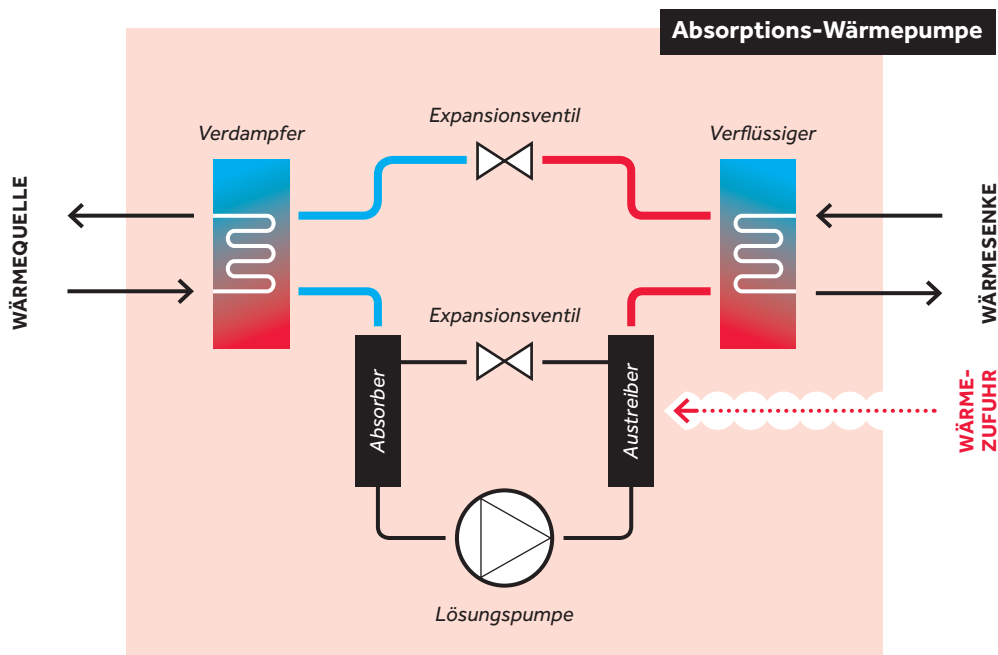 Absorptions-Wärmepumpe
Expansionsventil
Verdampfer
Verflüssiger
WÄRMEQUELLE
WÄRMESENKE
Expansionsventil
Absorber
Austreiber
WÄRME-
ZUFUHR
Lösungspumpe